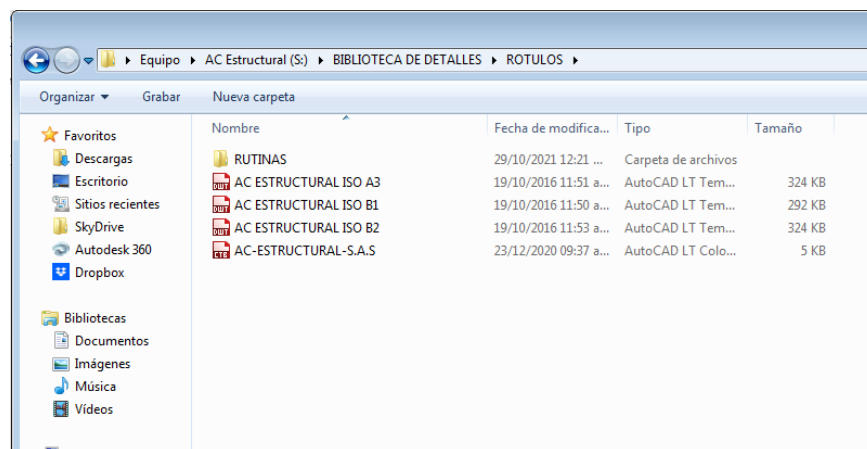 Equipo AC Estructural (S:) BIBLIOTECA DE DETALLES ROTULOS
Organizar Grabar Nueva carpeta
Favoritos
Descargas
Escritorio
Sitios recientes
SkyDrive
Autodesk 360
Dropbox
Bibliotecas
Documentos
Imágenes
Música
Vídeos
Nombre Fecha de modifica... Tipo Tamaño
RUTINAS 29/10/2021 12:21 ... Carpeta de archivos
DWT AC ESTRUCTURAL ISO A3 19/10/2016 11:51 a... AutoCAD LT Tem... 324 KB
DWT AC ESTRUCTURAL ISO B1 19/10/2016 11:50 a... AutoCAD LT Tem... 292 KB
DWT AC ESTRUCTURAL ISO B2 19/10/2016 11:53 a... AutoCAD LT Tem... 324 KB
CTB AC-ESTRUCTURAL-S.A.S 23/12/2020 09:37 a... AutoCAD LT Colo... 5 KB